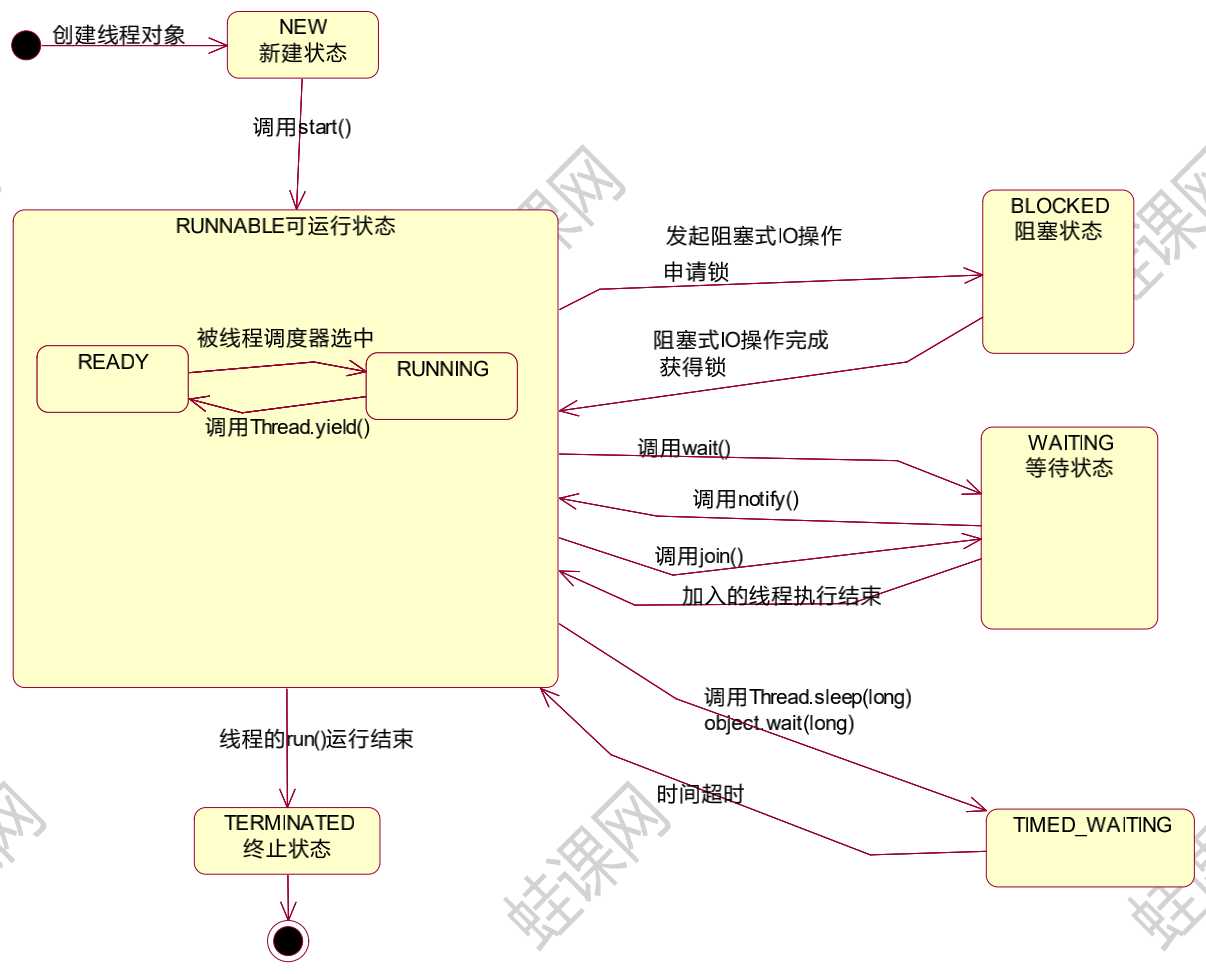 创建线程对象
NEW
新建状态
调用start()
RUNNABLE可运行状态
被线程调度器选中
READY
RUNNING
调用Thread.yield()
发起阻塞式IO操作
申请锁
BLOCKED
阻塞状态
阻塞式IO操作完成
获得锁
调用wait()
WAITING
等待状态
调用notify()
调用join()
加入的线程执行结束
调用Thread.sleep(long)
object.wait(long)
时间超时
TIMED_WAITING
线程的run()运行结束
TERMINATED
终止状态
蛙课网
课网
蛙课网
蛙课网